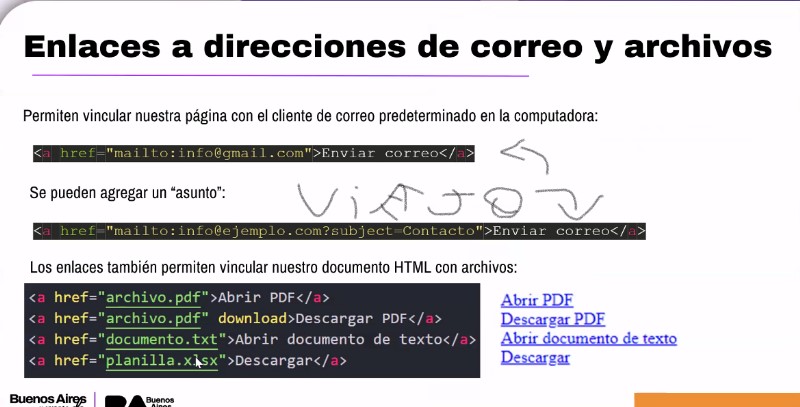 Enlaces a direcciones de correo y archivos
Permiten vincular nuestra página con el cliente de correo predeterminado en la computadora:
<a href="mailto:info@gmail.com">Enviar correo</a>
Se pueden agregar un “asunto”:
VIAJO
<a href="mailto:info@ejemplo.com?subject=Contacto">Enviar correo</a>
Los enlaces también permiten vincular nuestro documento HTML con archivos:
<a href="archivo.pdf">Abrir PDF</a>
<a href="archivo.pdf" download>Descargar PDF</a>
<a href="documento.txt">Abrir documento de texto</a>
<a href="planilla.xlsx">Descargar</a>
Abrir PDF
Descargar PDF
Abrir documento de texto
Descargar
Buenos Aires
BA Buenos
Aires